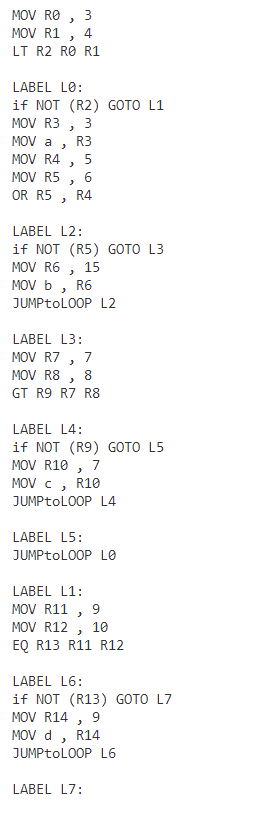 MOV R0 , 3
MOV R1 , 4
LT R2 R0 R1
LABEL L0:
if NOT (R2) GOTO L1
MOV R3 , 3
MOV a , R3
MOV R4 , 5
MOV R5 , 6
OR R5 , R4
LABEL L2:
if NOT (R5) GOTO L3
MOV R6 , 15
MOV b , R6
JUMPtoLOOP L2
LABEL L3:
MOV R7 , 7
MOV R8 , 8
GT R9 R7 R8
LABEL L4:
if NOT (R9) GOTO L5
MOV R10 , 7
MOV c , R10
JUMPtoLOOP L4
LABEL L5:
JUMPtoLOOP L0
LABEL L1:
MOV R11 , 9
MOV R12 , 10
EQ R13 R11 R12
LABEL L6:
if NOT (R13) GOTO L7
MOV R14 , 9
MOV d , R14
JUMPtoLOOP L6
LABEL L7: